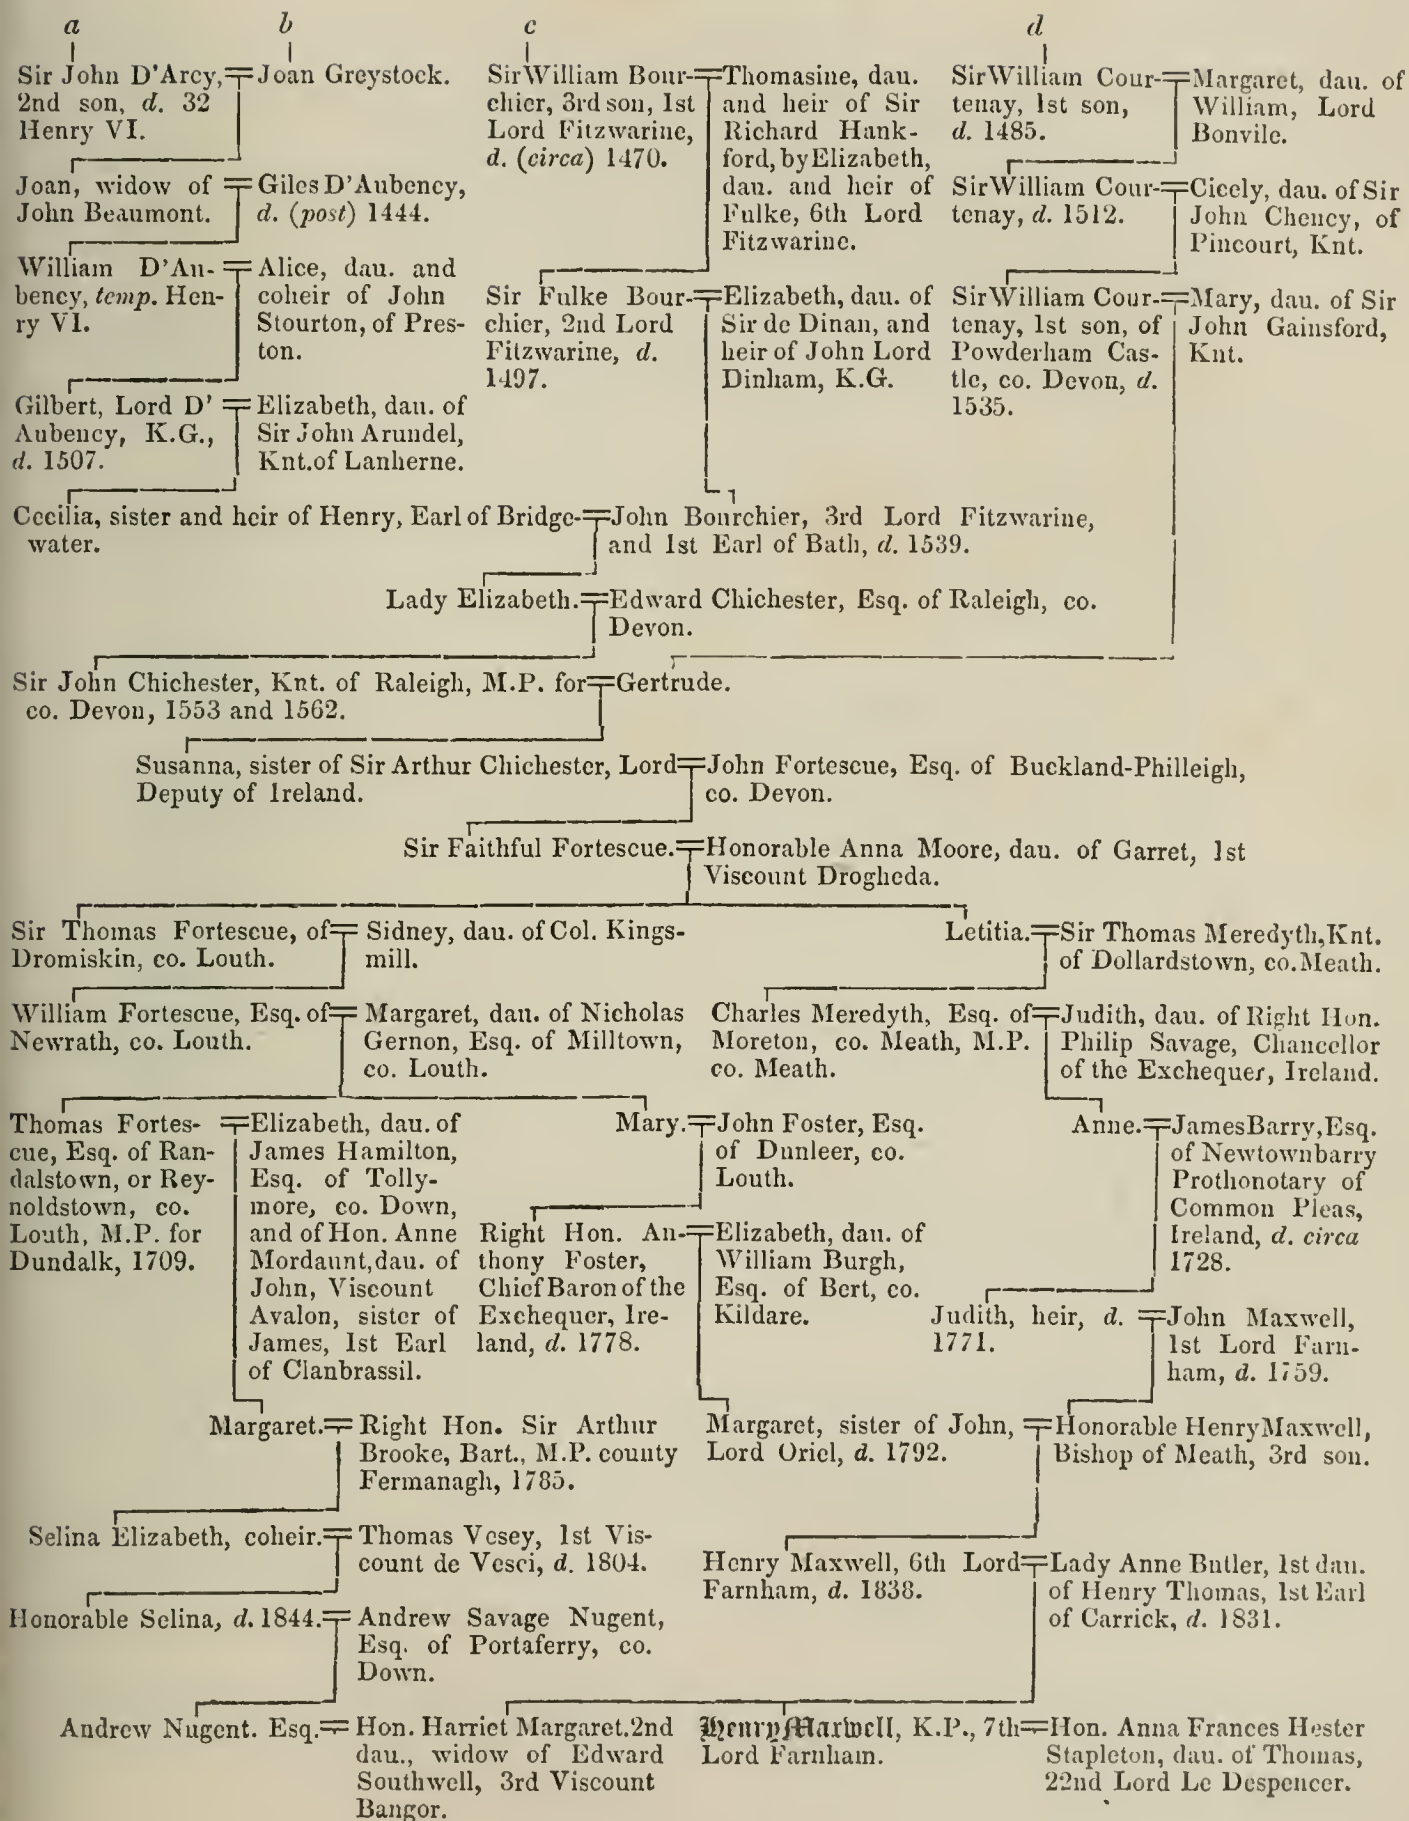 a
b
c
d
Sir John D'Arcy,
2nd son, d. 32
Henry VI.
Joan Greystock.
Sir William Bour-
chier, 3rd son, 1st
Lord Fitzwarine,
d. (circa) 1470.
Thomasine, dau.
and heir of Sir
Richard Hank-
ford, by Elizabeth,
dau. and heir of
Fulke, 6th Lord
Fitzwarine.
Sir William Cour-
tenay, 1st son,
d. 1485.
Margaret, dau. of
William, Lord
Bonvile.
Joan, widow of
John Beaumont.
Giles D'Aubency,
d. (post) 1444.
Sir William Cour-
tenay, d. 1512.
Cicely, dau. of Sir
John Cheney, of
Pincourt, Knt.
William D'Au-
bency, temp. Hen-
ry VI.
Alice, dau. and
coheir of John
Stourton, of Pres-
ton.
Sir Fulke Bour-
chier, 2nd Lord
Fitzwarine, d.
1497.
Elizabeth, dau. of
Sir de Dinan, and
heir of John Lord
Dinham, K.G.
Sir William Cour-
tenay, 1st son, of
Powderham Cas-
tle, co. Devon, d.
1535.
Mary, dau. of Sir
John Gainsford,
Knt.
Gilbert, Lord D'
Aubency, K.G.,
d. 1507.
Elizabeth, dau. of
Sir John Arundel,
Knt. of Lanherne.
Cecilia, sister and heir of Henry, Earl of Bridge-
water.
John Bourchier, 3rd Lord Fitzwarine,
and 1st Earl of Bath, d. 1539.
Lady Elizabeth.
Edward Chichester, Esq. of Raleigh, co.
Devon.
Sir John Chichester, Knt. of Raleigh, M.P. for
co. Devon, 1553 and 1562.
Gertrude.
Susanna, sister of Sir Arthur Chichester, Lord
Deputy of Ireland.
John Fortescue, Esq. of Buckland-Philleigh,
co. Devon.
Sir Faithful Fortescue.
Honorable Anna Moore, dau. of Garret, 1st
Viscount Drogheda.
Sir Thomas Fortescue, of
Dromiskin, co. Louth.
Sidney, dau. of Col. Kings-
mill.
Letitia.
Sir Thomas Meredyth, Knt.
of Dollardstown, co. Meath.
William Fortescue, Esq. of
Newrath, co. Louth.
Margaret, dau. of Nicholas
Gernon, Esq. of Milltown,
co. Louth.
Charles Meredyth, Esq. of
Moreton, co. Meath, M.P.
co. Meath.
Judith, dau. of Right Hon.
Philip Savage, Chancellor
of the Exchequer, Ireland.
Thomas Fortes-
cue, Esq. of Ran-
dalstown, or Rey-
noldstown, co.
Louth, M.P. for
Dundalk, 1709.
Elizabeth, dau. of
James Hamilton,
Esq. of Tolly-
more, co. Down,
and of Hon. Anne
Mordaunt, dau. of
John, Viscount
Avalon, sister of
James, 1st Earl
of Clanbrassil.
Mary.
John Foster, Esq.
of Dunleer, co.
Louth.
Anne.
James Barry, Esq.
of Newtownbarry
Prothonotary of
Common Pleas,
Ireland, d. circa
1728.
Right Hon. An-
thony Foster,
Chief Baron of the
Exchequer, Ire-
land, d. 1778.
Elizabeth, dau. of
William Burgh,
Esq. of Bert, co.
Kildare.
Judith, heir, d.
1771.
John Maxwell,
1st Lord Farn-
ham, d. 1759.
Margaret.
Right Hon. Sir Arthur
Brooke, Bart., M.P. county
Fermanagh, 1785.
Margaret, sister of John,
Lord Oriel, d. 1792.
Honorable Henry Maxwell,
Bishop of Meath, 3rd son.
Selina Elizabeth, coheir.
Thomas Vesey, 1st Vis-
count de Vesci, d. 1804.
Henry Maxwell, 6th Lord
Farnham, d. 1838.
Lady Anne Butler, 1st dau.
of Henry Thomas, 1st Earl
of Carrick, d. 1831.
Honorable Selina, d. 1844.
Andrew Savage Nugent,
Esq. of Portaferry, co.
Down.
Andrew Nugent. Esq.
Hon. Harriet Margaret. 2nd
dau., widow of Edward
Southwell, 3rd Viscount
Bangor.
Henry Maxwell, K.P., 7th
Lord Farnham.
Hon. Anna Frances Hester
Stapleton, dau. of Thomas,
22nd Lord Le Despencer.